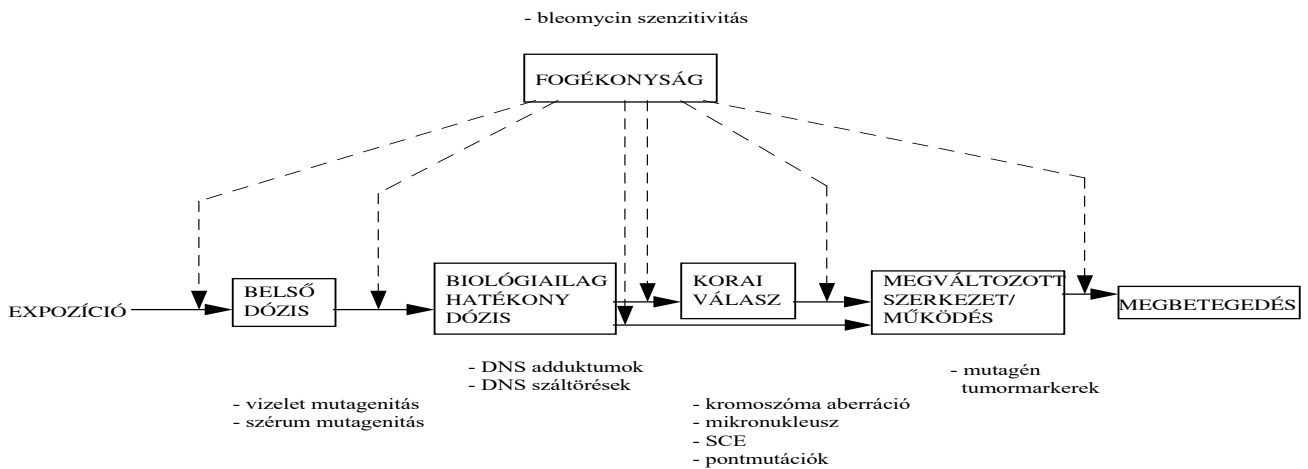 - bleomycin szenzitivitás
FOGÉKONYSÁG
EXPOZÍCIÓ
BELSŐ
DÓZIS
BIOLÓGIAILAG
HATÉKONY
DÓZIS
KORAI
VÁLASZ
MEGVÁLTOZOTT
SZERKEZET/
MŰKÖDÉS
MEGBETEGEDÉS
- vizelet mutagenitás
- szérum mutagenitás
- DNS adduktumok
- DNS száltörések
- kromoszóma aberráció
- mikronukleusz
- SCE
- pontmutációk
- mutagén
tumormarkerek